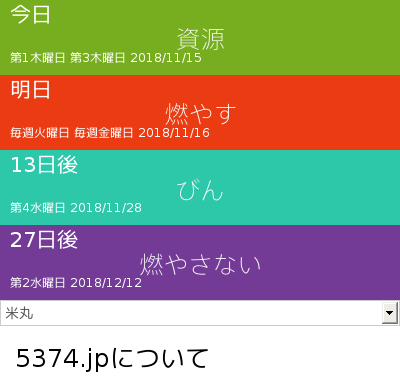 今日
資源
第1木曜日 第3木曜日 2018/11/15
明日
燃やす
毎週火曜日 毎週金曜日 2018/11/16
13日後
びん
第4水曜日 2018/11/28
27日後
燃やさない
第2水曜日 2018/12/12
米丸
5374.jpについて